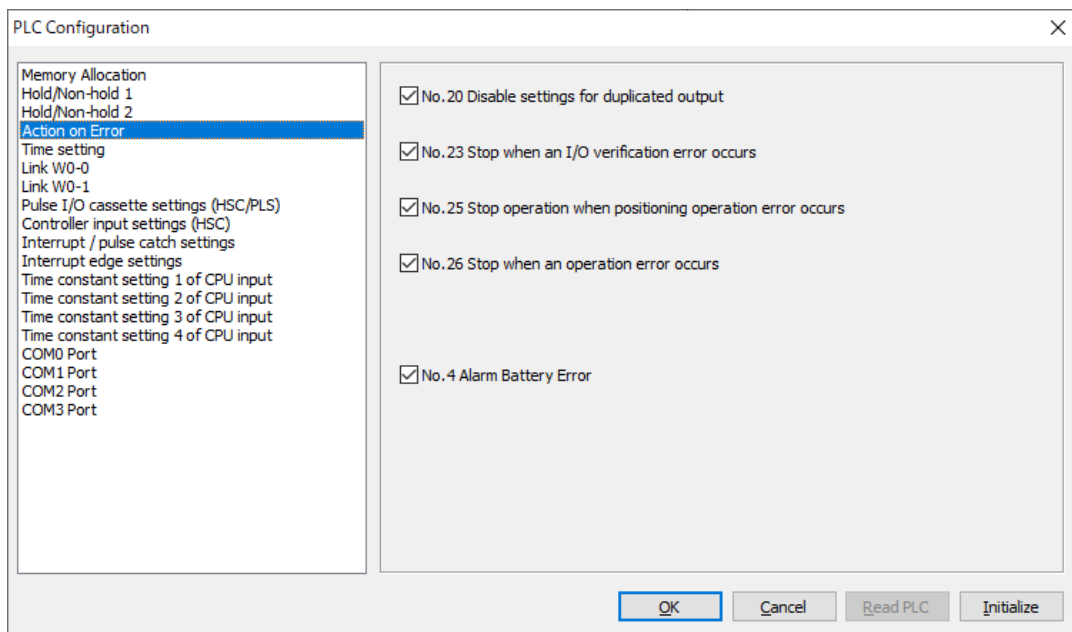 PLC Configuration
Memory Allocation
Hold/Non-hold 1
Hold/Non-hold 2
Action on Error
Time setting
Link W0-0
Link W0-1
Pulse I/O cassette settings (HSC/PLS)
Controller input settings (HSC)
Interrupt / pulse catch settings
Interrupt edge settings
Time constant setting 1 of CPU input
Time constant setting 2 of CPU input
Time constant setting 3 of CPU input
Time constant setting 4 of CPU input
COM0 Port
COM1 Port
COM2 Port
COM3 Port
No.20 Disable settings for duplicated output
No.23 Stop when an I/O verification error occurs
No.25 Stop operation when positioning operation error occurs
No.26 Stop when an operation error occurs
No.4 Alarm Battery Error
OK
Cancel
Read PLC
Initialize